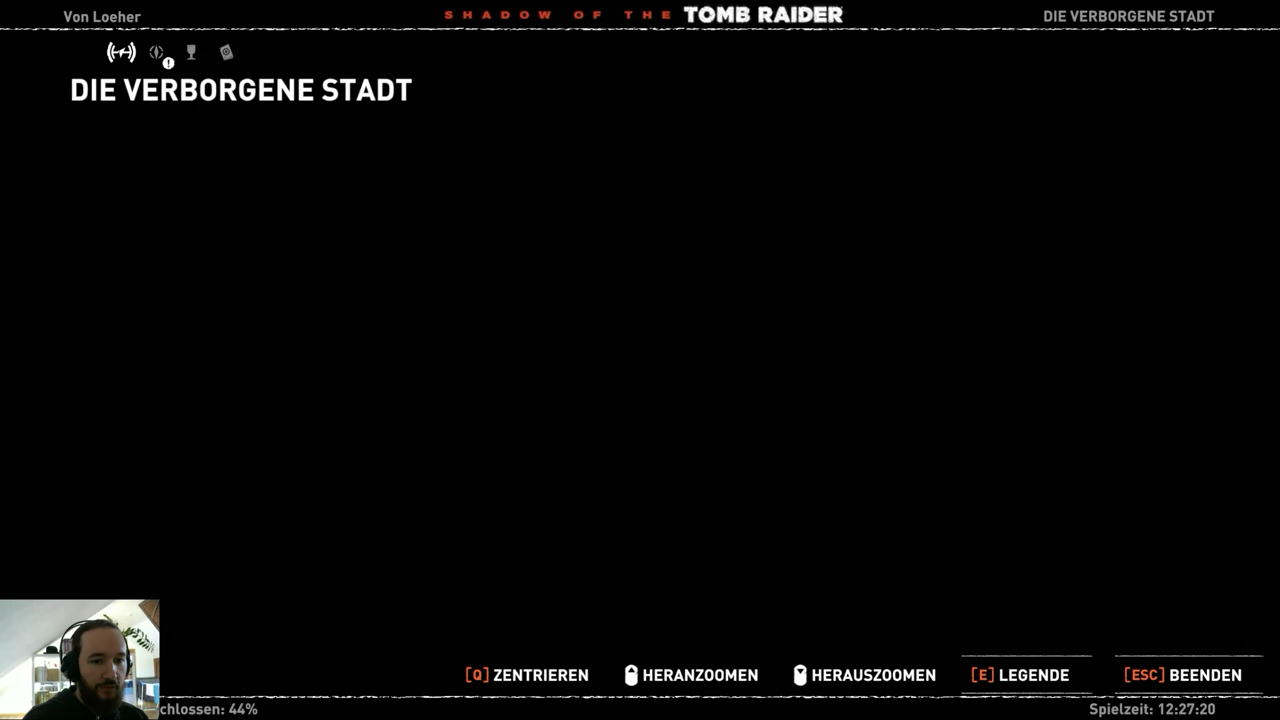 Von Loeher
SHADOW OF THE TOMB RAIDER
DIE VERBORGENE STADT
DIE VERBORGENE STADT
[Q] ZENTRIEREN
HERANZOOMEN
HERAUSZOOMEN
[E] LEGENDE
[ESC] BEENDEN
chlossen: 44%
Spielzeit: 12:27:20